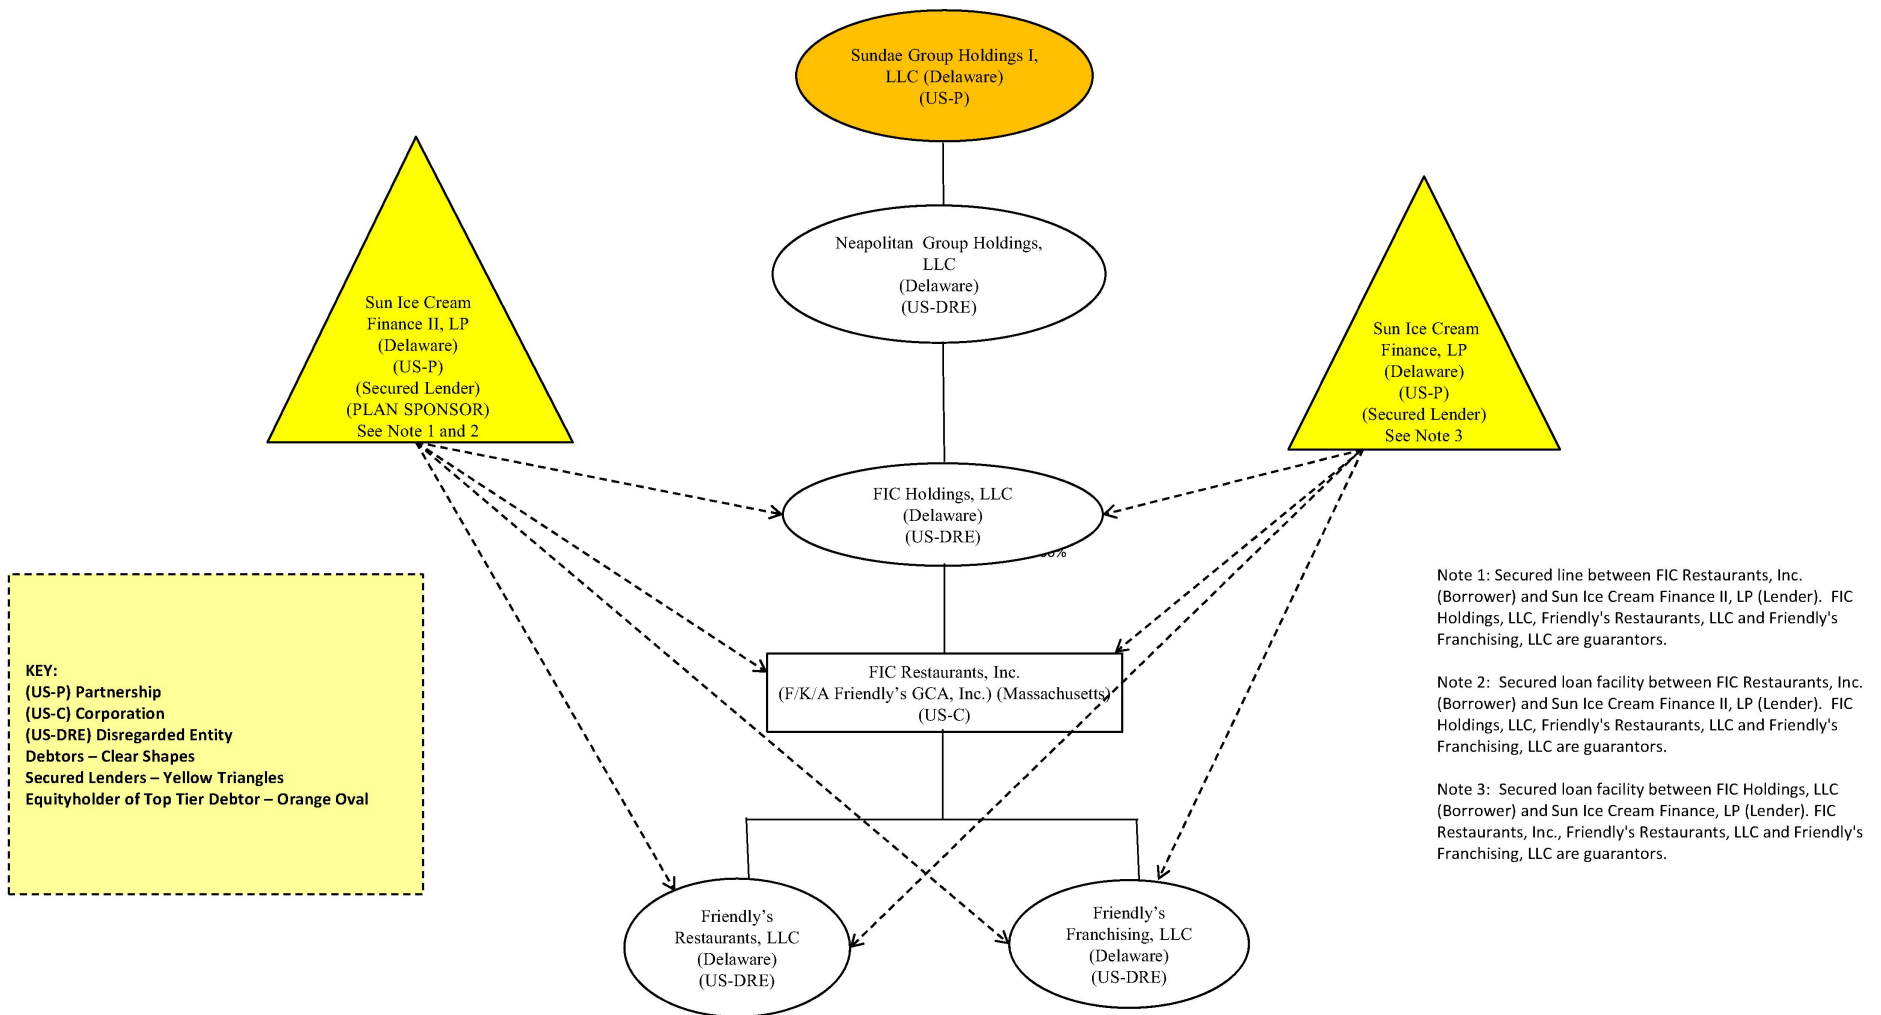 Sundae Group Holdings I,
LLC (Delaware)
(US-P)
Neapolitan  Group Holdings,
LLC
(Delaware)
(US-DRE)
Sun Ice Cream
Finance II, LP
(Delaware)
(US-P)
(Secured Lender)
(PLAN SPONSOR)
See Note 1 and 2
Sun Ice Cream
Finance, LP
(Delaware)
(US-P)
(Secured Lender)
See Note 3
FIC Holdings, LLC
(Delaware)
(US-DRE)
FIC Restaurants, Inc.
(F/K/A Friendly’s GCA, Inc.) (Massachusetts)
(US-C)
Friendly’s
Restaurants, LLC
(Delaware)
(US-DRE)
Friendly’s
Franchising, LLC
(Delaware)
(US-DRE)
KEY:
(US-P) Partnership
(US-C) Corporation
(US-DRE) Disregarded Entity
Debtors – Clear Shapes
Secured Lenders – Yellow Triangles
Equityholder of Top Tier Debtor – Orange Oval
Note 1: Secured line between FIC Restaurants, Inc.
(Borrower) and Sun Ice Cream Finance II, LP (Lender).  FIC
Holdings, LLC, Friendly's Restaurants, LLC and Friendly's
Franchising, LLC are guarantors.
Note 2:  Secured loan facility between FIC Restaurants, Inc.
(Borrower) and Sun Ice Cream Finance II, LP (Lender).  FIC
Holdings, LLC, Friendly's Restaurants, LLC and Friendly's
Franchising, LLC are guarantors.
Note 3:  Secured loan facility between FIC Holdings, LLC
(Borrower) and Sun Ice Cream Finance, LP (Lender). FIC
Restaurants, Inc., Friendly's Restaurants, LLC and Friendly's
Franchising, LLC are guarantors.